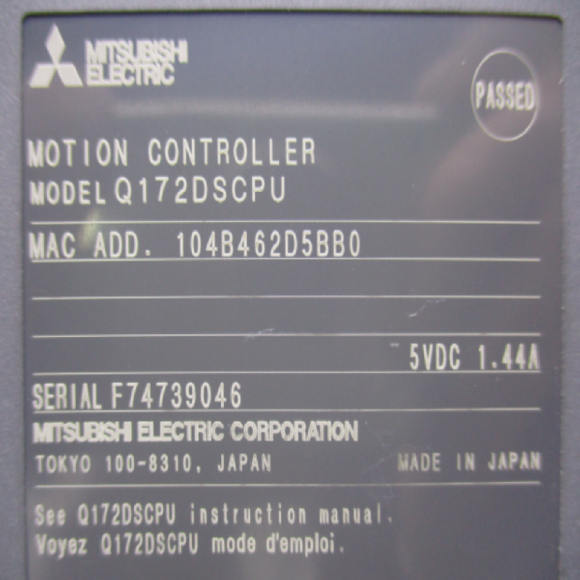 MITSUBISHI
ELECTRIC
PASSED
MOTION CONTROLLER
MODEL Q172DSCPU
MAC ADD. 104B462D5BB0
5VDC 1.44A
SERIAL F74739046
MITSUBISHI ELECTRIC CORPORATION
TOKYO 100-8310, JAPAN MADE IN JAPAN
See Q172DSCPU instruction manual.
Voyez Q172DSCPU mode d'emploi.